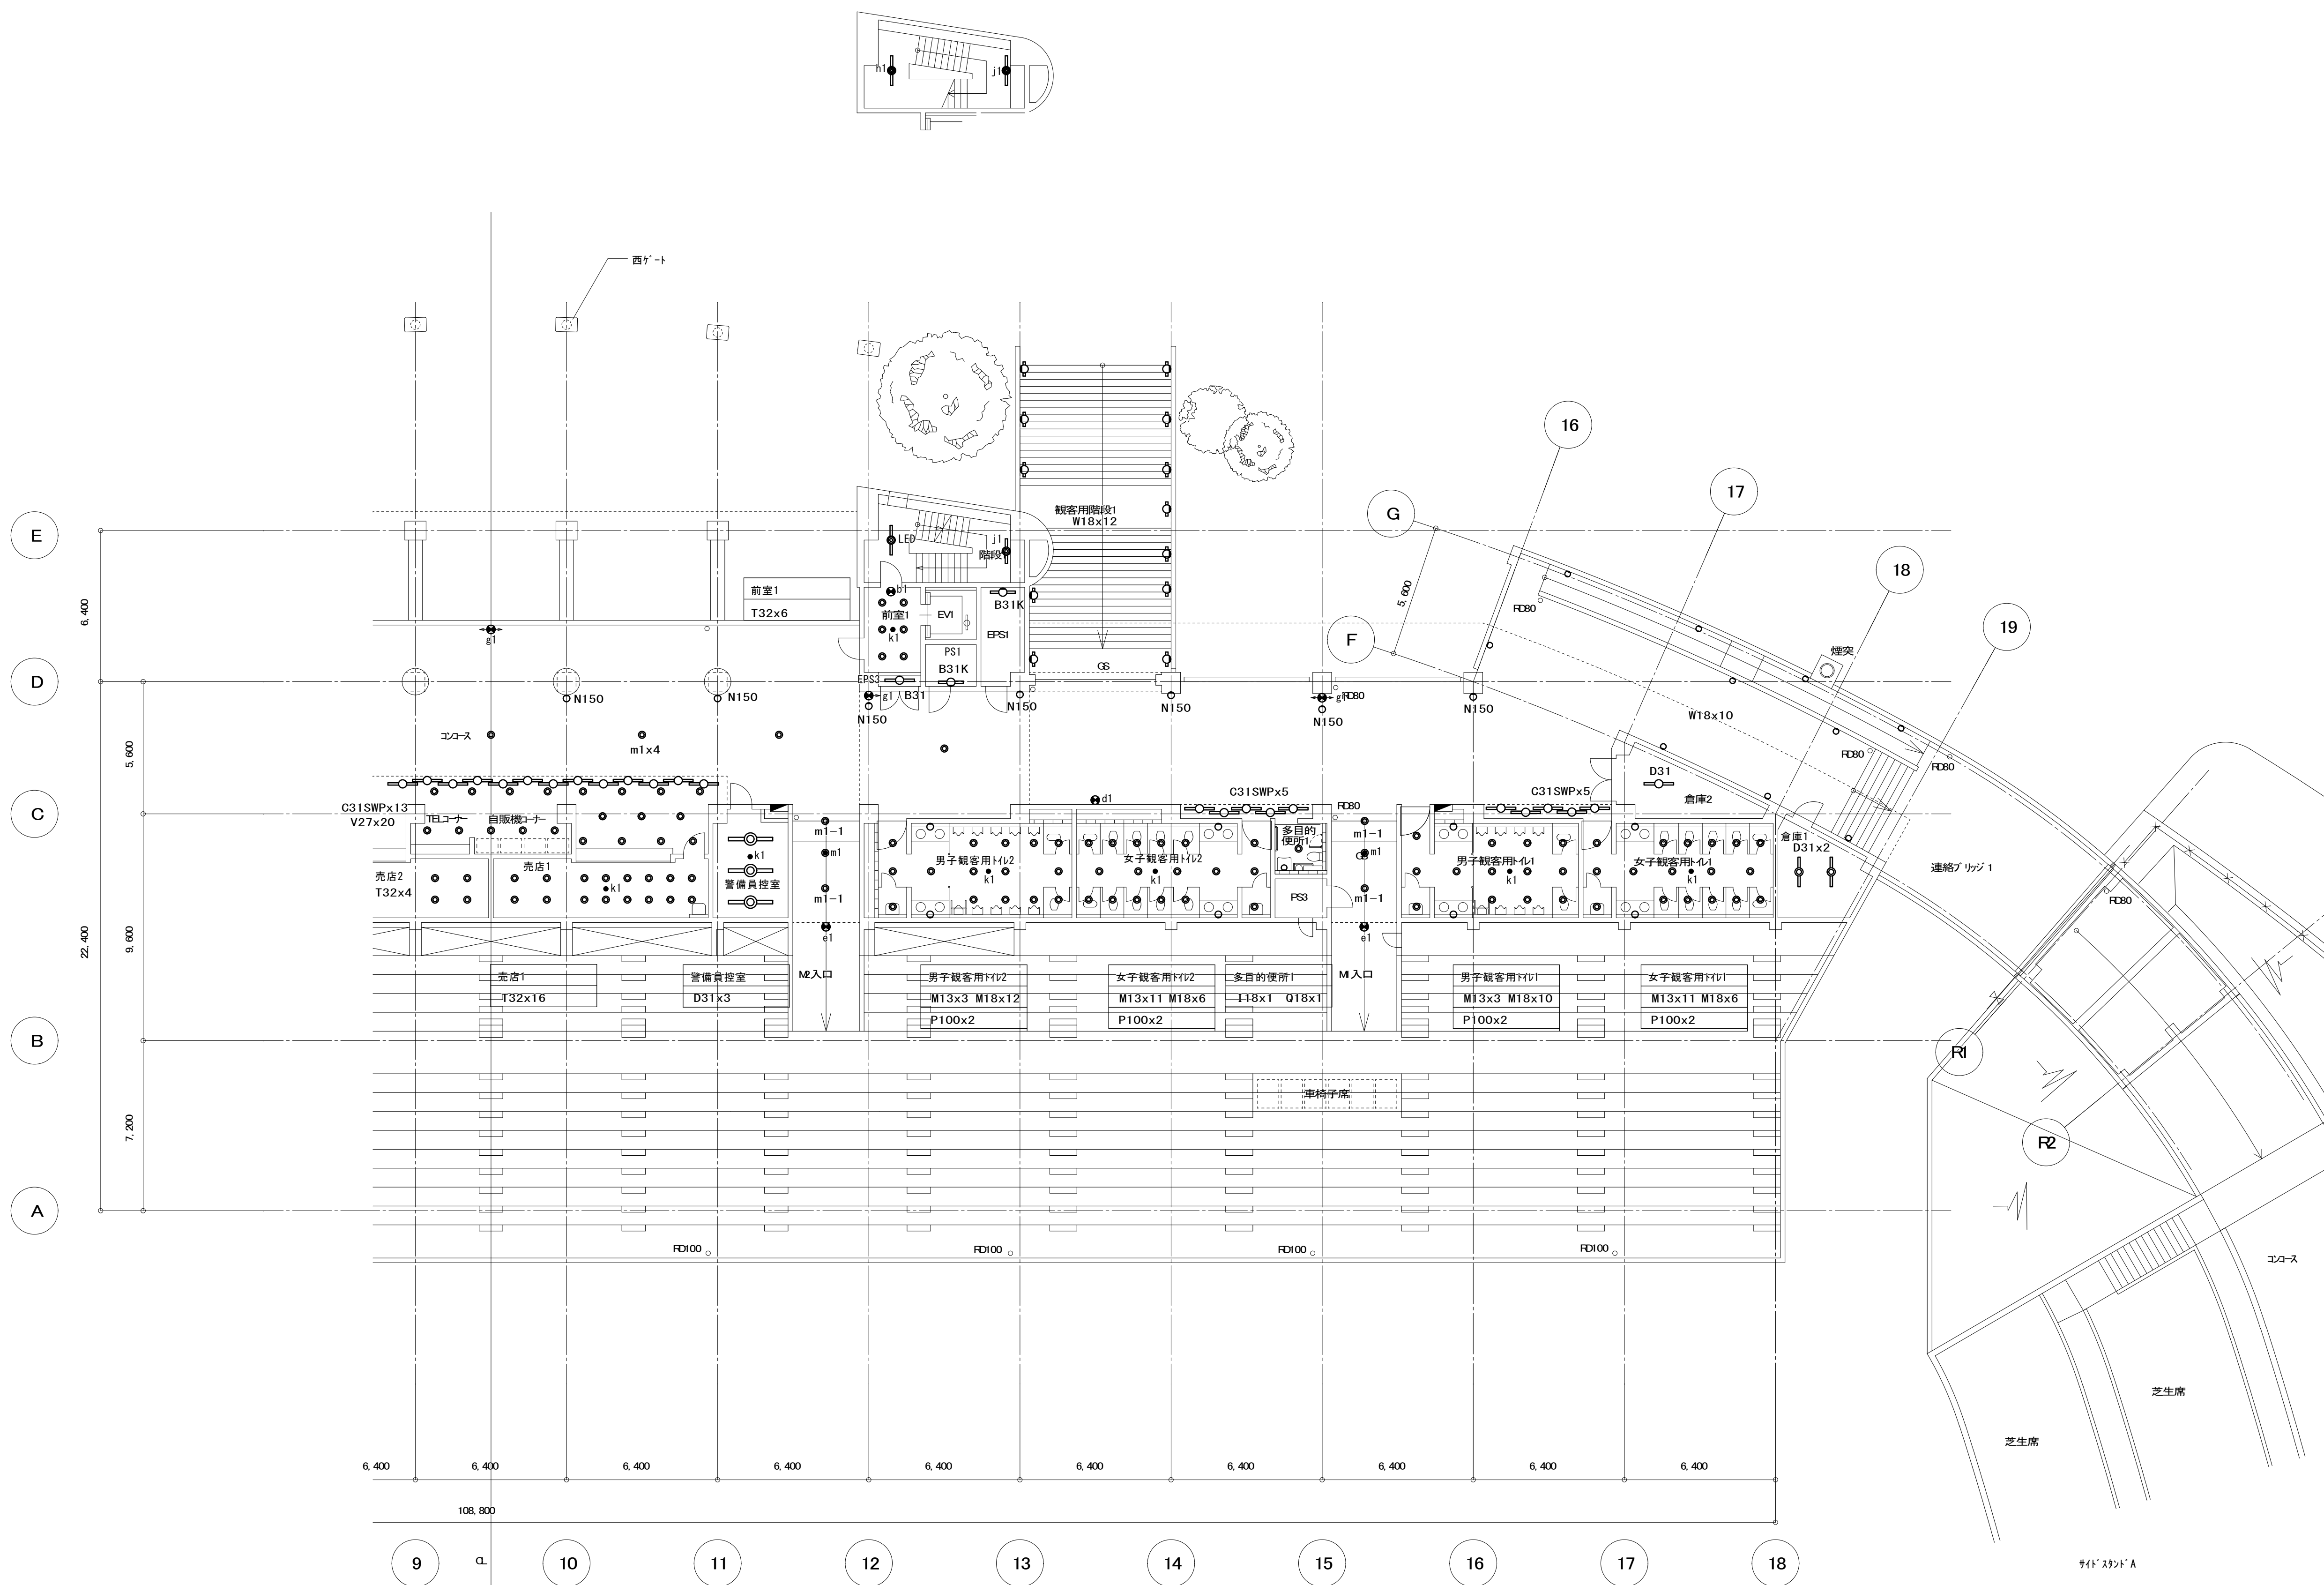 h1
j1
西ｹﾞｰﾄ
16
17
G
観客用階段1
W18x12
E
LED
j1
階段1
18
5,600
前室1
T32x6
b1
B31K
RD80
6,400
前室1
EV1
k1
EPS1
19
F
g1
PS1
煙突
B31K
GS
D
EPS3
g1
B31
N150
N150
N150
N150
N150
g1
RD80
N150
N150
W18x10
コンコース
m1x4
5,600
RD80
RD80
D31
C31SWPx13
V27x20
C
TELコーナー
自販機コーナー
d1
C31SWPx5
RD80
C31SWPx5
倉庫2
m1-1
多目的
便所1
m1-1
倉庫1
D31x2
k1
m1
男子観客用ﾄｲﾚ2
女子観客用ﾄｲﾚ2
m1
男子観客用ﾄｲﾚ1
女子観客用ﾄｲﾚ1
連絡ﾌﾞﾘｯｼﾞ1
売店2
T32x4
売店1
k1
警備員控室
k1
k1
k1
k1
m1-1
PS3
m1-1
RD80
22,400
9,600
e1
e1
売店1
T32x16
警備員控室
D31x3
M2入口
男子観客用ﾄｲﾚ2
M13x3 M18x12
P100x2
女子観客用ﾄｲﾚ2
M13x11 M18x6
P100x2
多目的便所1
I18x1 Q18x1
M1入口
男子観客用ﾄｲﾚ1
M13x3 M18x10
P100x2
女子観客用ﾄｲﾚ1
M13x11 M18x6
P100x2
B
R1
車椅子席
7,200
R2
A
RD100
RD100
RD100
RD100
コンコース
芝生席
芝生席
6,400
6,400
6,400
6,400
6,400
6,400
6,400
6,400
6,400
6,400
108,800
9
CL
10
11
12
13
14
15
16
17
18
ｻｲﾄﾞｽﾀﾝﾄﾞA